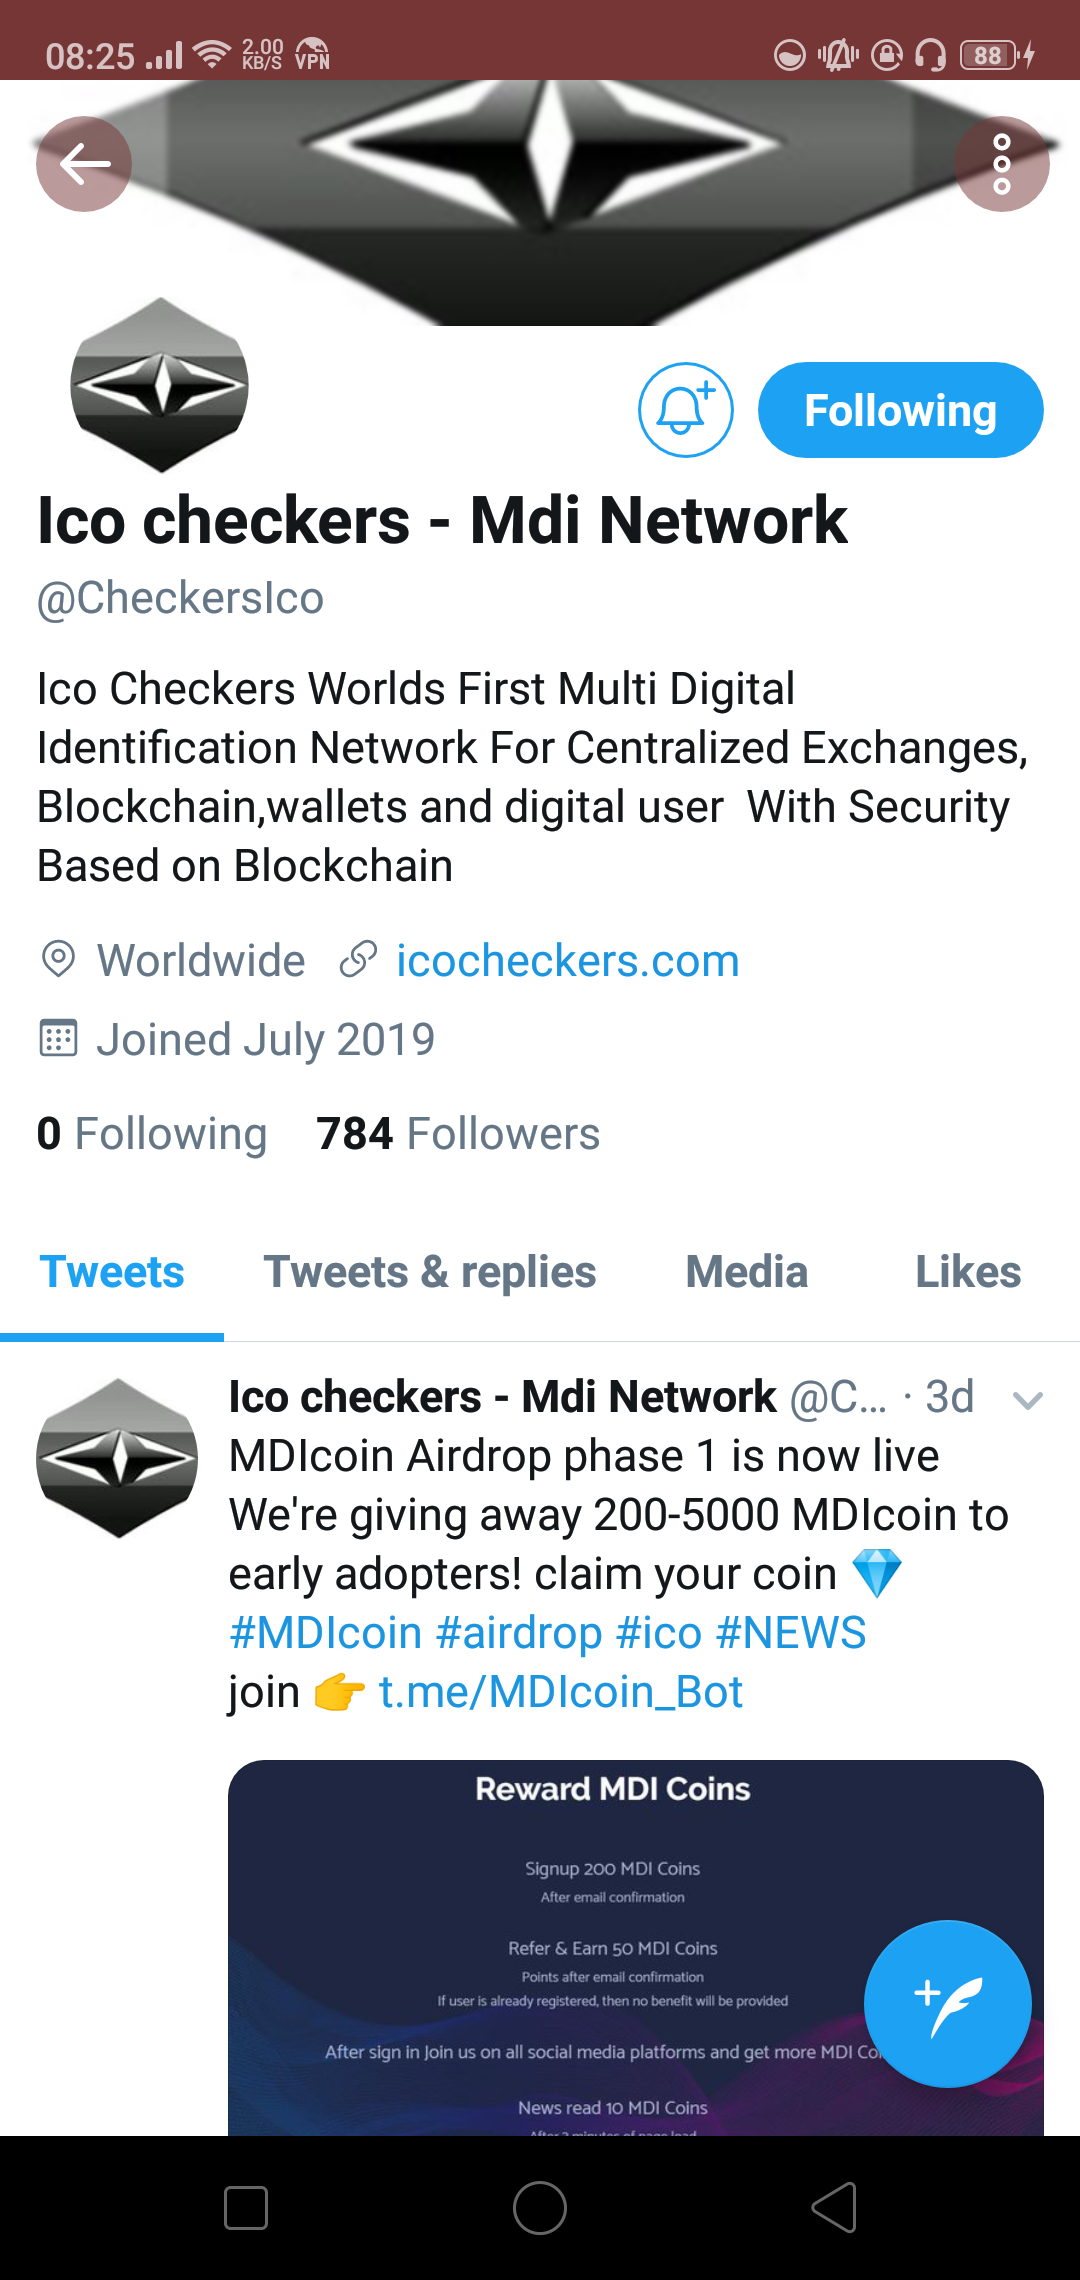 08:25
2.00
KB/S
VPN
88
Following
Ico checkers - Mdi Network
@CheckersIco
Ico Checkers Worlds First Multi Digital
Identification Network For Centralized Exchanges,
Blockchain,wallets and digital user  With Security
Based on Blockchain
Worldwide
icocheckers.com
Joined July 2019
0 Following
784 Followers
Tweets
Tweets & replies
Media
Likes
Ico checkers - Mdi Network @C... · 3d
MDIcoin Airdrop phase 1 is now live
We're giving away 200-5000 MDIcoin to
early adopters! claim your coin 💎
#MDIcoin #airdrop #ico #NEWS
join 👉 t.me/MDIcoin_Bot
Reward MDI Coins
Signup 200 MDI Coins
After email confirmation
Refer & Earn 50 MDI Coins
Points after email confirmation
If user is already registered, then no benefit will be provided
After sign in Join us on all social media platforms and get more MDI
News read 10 MDI Coins